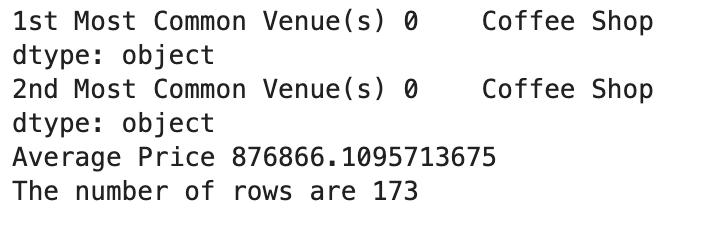 1st Most Common Venue(s) 0    Coffee Shop
dtype: object
2nd Most Common Venue(s) 0    Coffee Shop
dtype: object
Average Price 876866.1095713675
The number of rows are 173